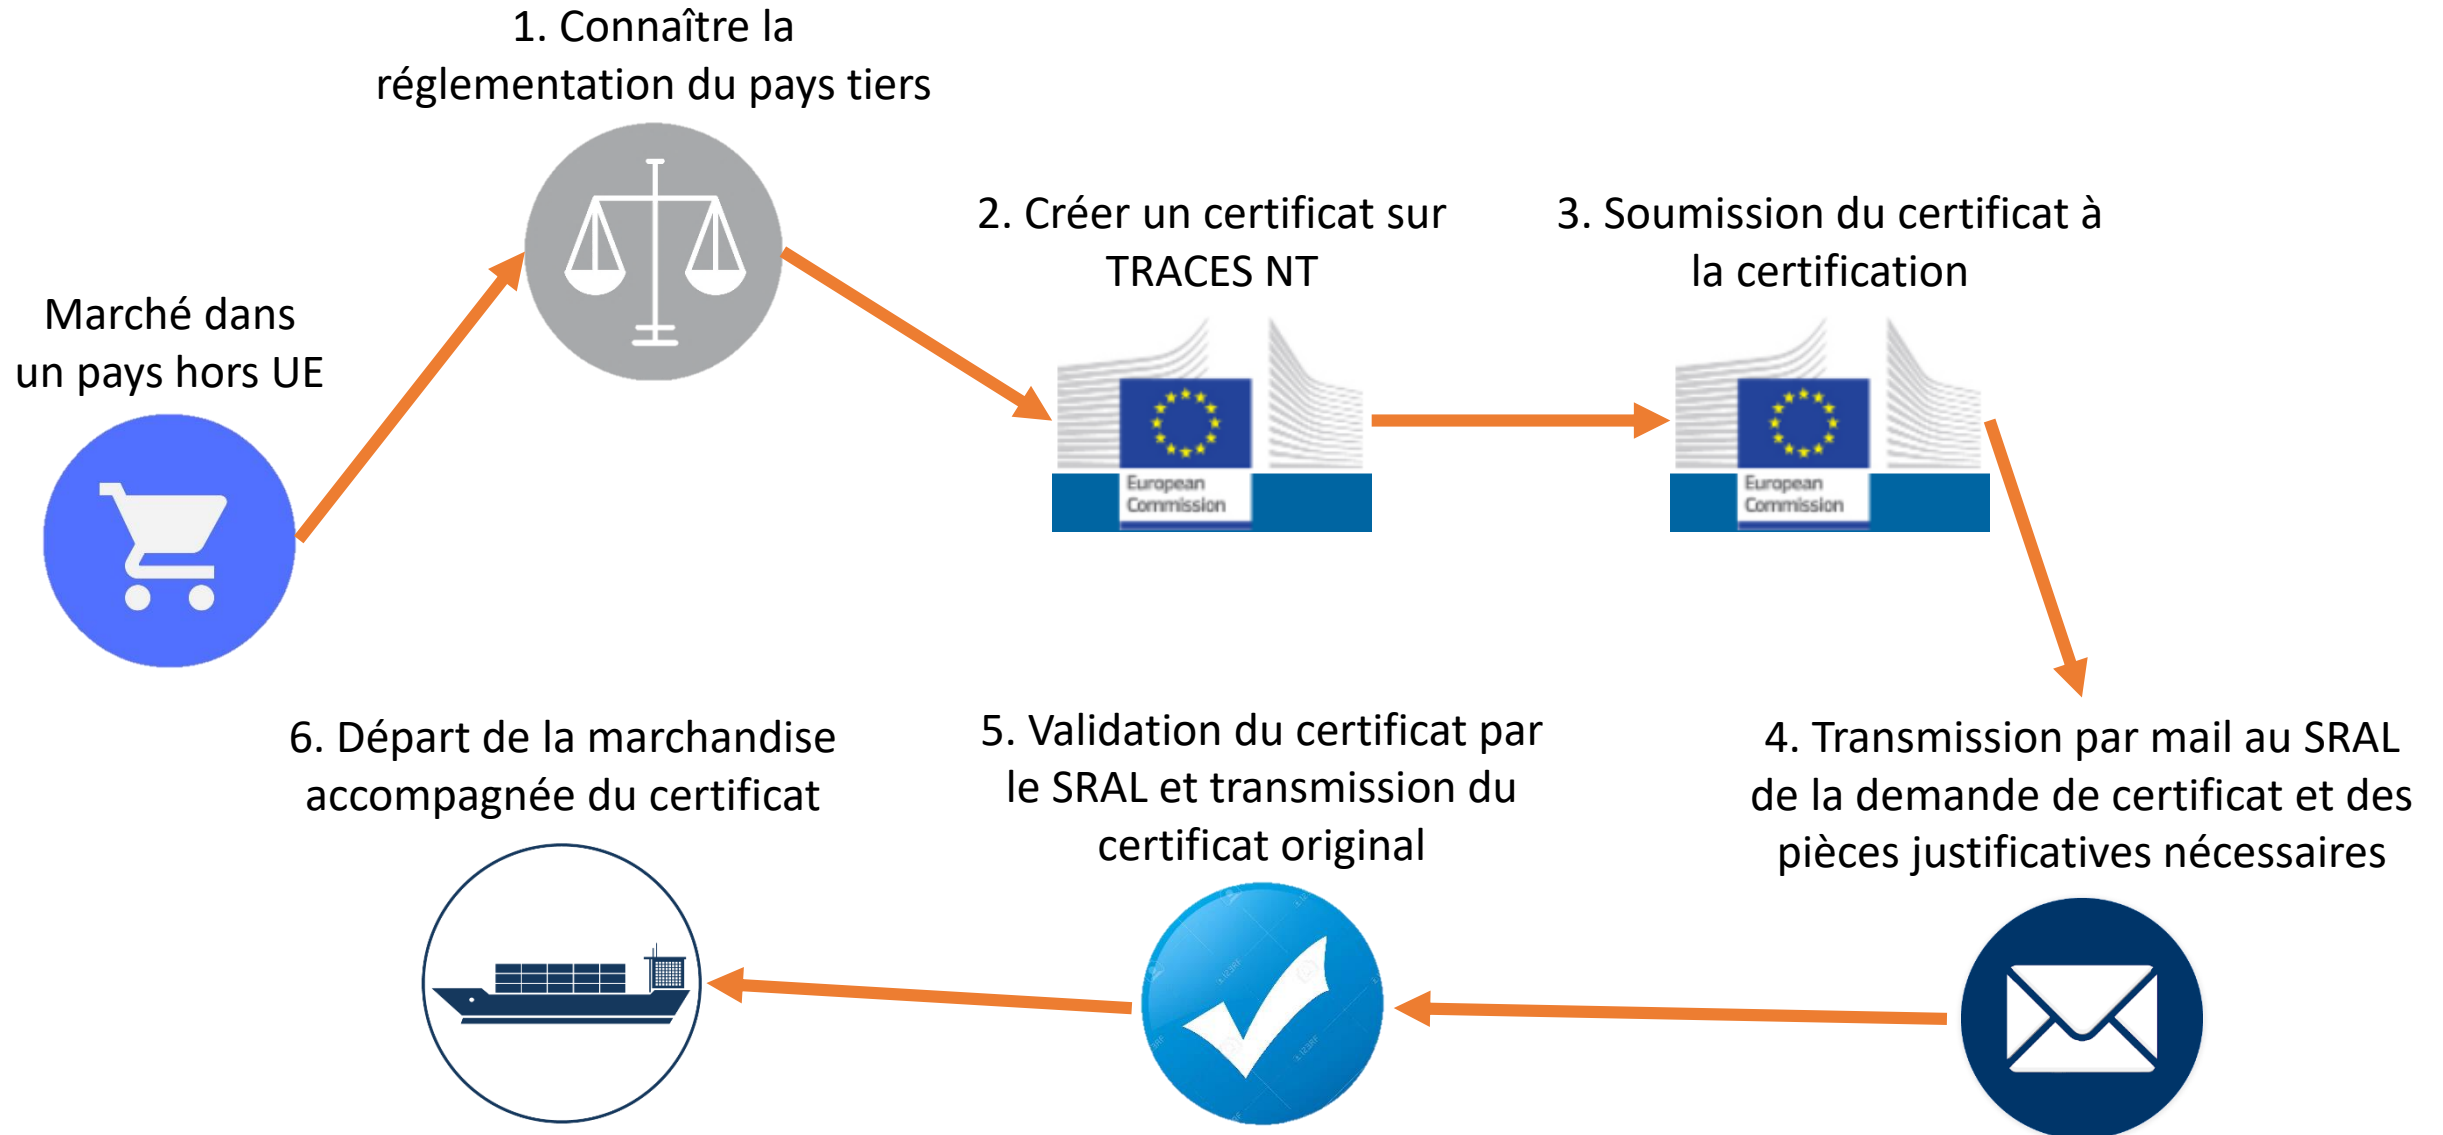 1. Connaître la
réglementation du pays tiers
2. Créer un certificat sur
TRACES NT
3. Soumission du certificat à
la certification
Marché dans
un pays hors UE
European
Commission
European
Commission
6. Départ de la marchandise
accompagnée du certificat
5. Validation du certificat par
le SRAL et transmission du
certificat original
4. Transmission par mail au SRAL
de la demande de certificat et des
pièces justificatives nécessaires